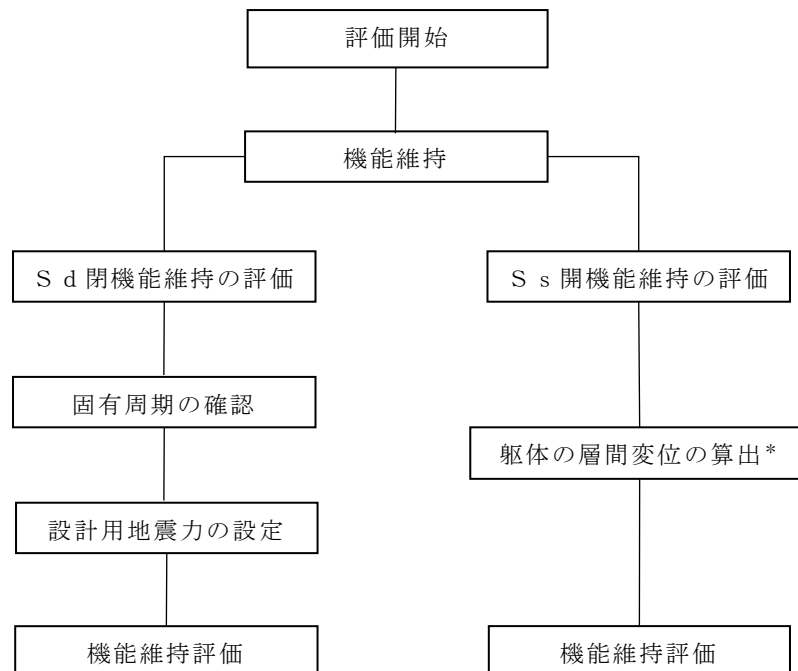 評価開始
機能維持
Ｓｄ閉機能維持の評価
Ｓｓ開機能維持の評価
固有周期の確認
躯体の層間変位の算出*
設計用地震力の設定
機能維持評価
機能維持評価